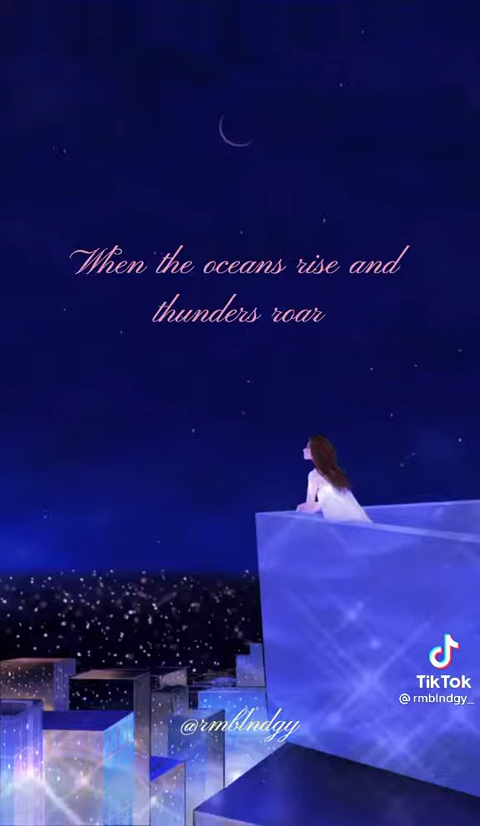 When the oceans rise and
thunders roar
TikTok
@rmblndgy_
@rmblndgy